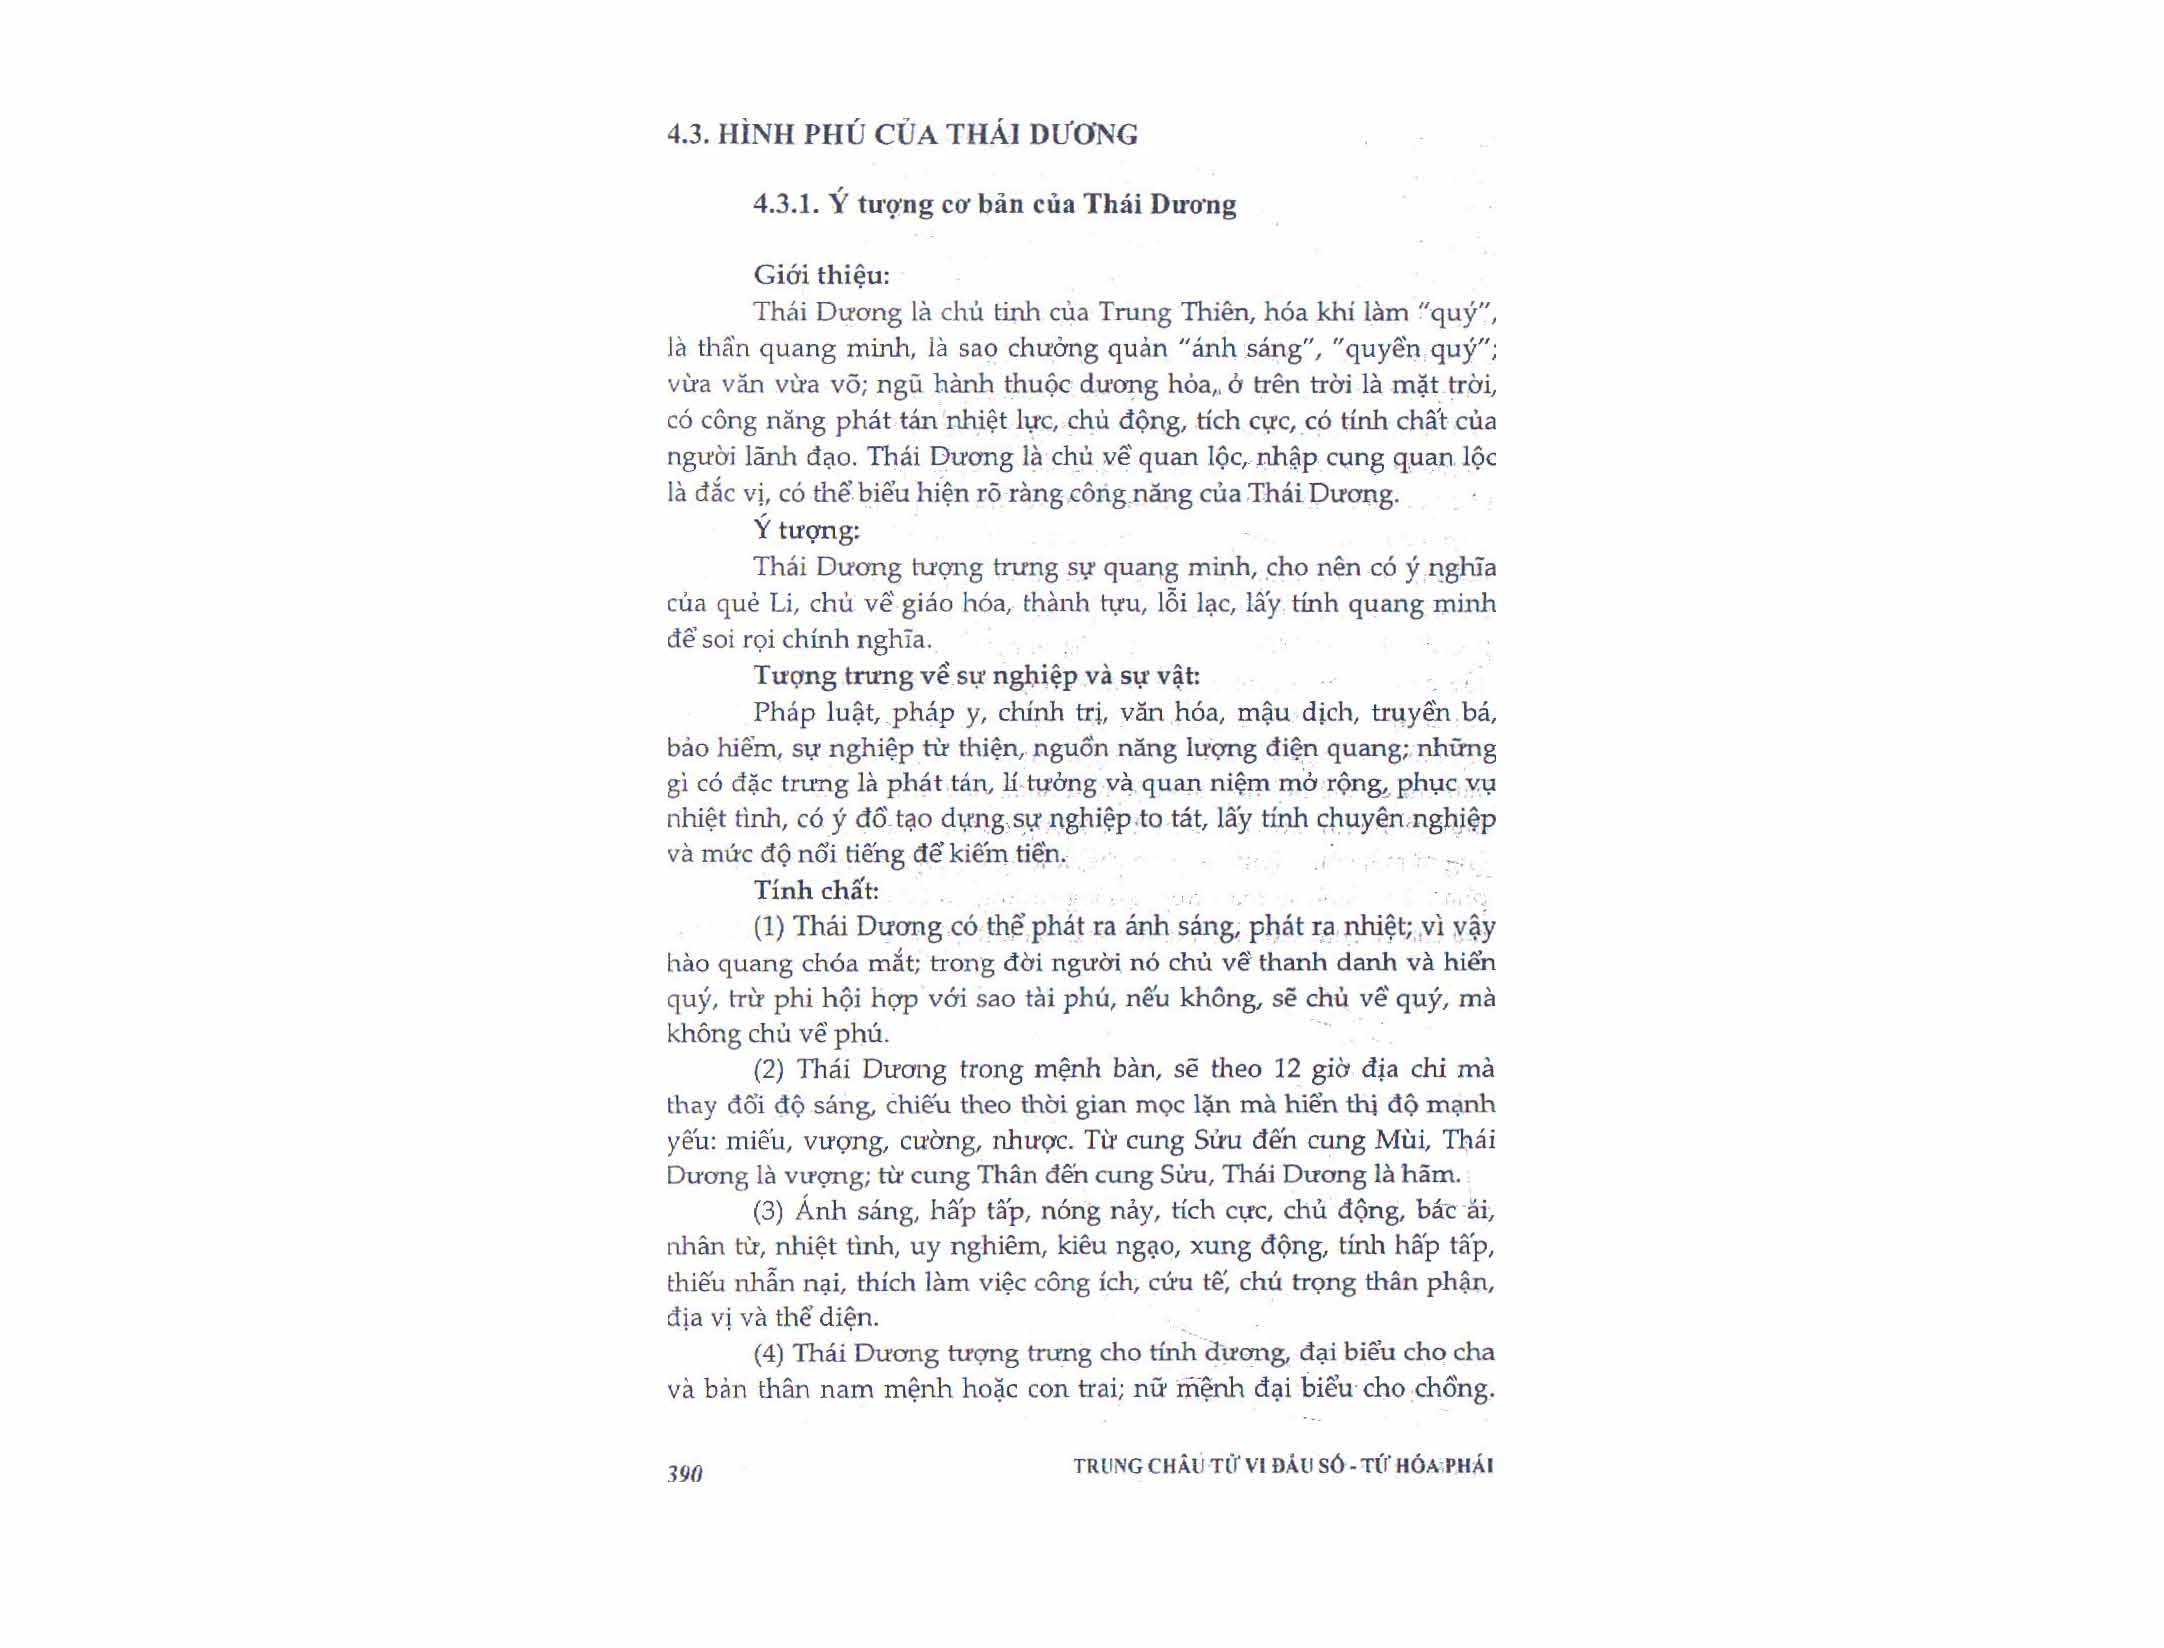 4.3. HÌNH PHÚ CỦA THÁI DƯƠNG
4.3.1. Ý tượng cơ bản của Thái Dương
Giới thiệu:
Thái Dương là chủ tinh của Trung Thiên, hóa khí làm "quý",
là thần quang minh, là sao chưởng quản "ánh sáng", "quyền quý";
vừa văn vừa võ; ngũ hành thuộc dương hỏa, ở trên trời là mặt trời,
có công năng phát tán nhiệt lực, chủ động, tích cực, có tính chất của
người lãnh đạo. Thái Dương là chủ về quan lộc, nhập cung quan lộc
là đắc vị, có thể biểu hiện rõ ràng công năng của Thái Dương.
Ý tượng:
Thái Dương tượng trưng sự quang minh, cho nên có ý nghĩa
của quẻ Li, chủ về giáo hóa, thành tựu, lỗi lạc, lấy tính quang minh
để soi rọi chính nghĩa.
Tượng trưng về sự nghiệp và sự vật:
Pháp luật, pháp y, chính trị, văn hóa, mậu dịch, truyền bá,
bảo hiểm, sự nghiệp từ thiện, nguồn năng lượng điện quang; những
gì có đặc trưng là phát tán, lí tưởng và quan niệm mở rộng, phục vụ
nhiệt tình, có ý đồ tạo dựng sự nghiệp to tát, lấy tính chuyên nghiệp
và mức độ nổi tiếng để kiếm tiền.
Tính chất:
(1) Thái Dương có thể phát ra ánh sáng, phát ra nhiệt; vì vậy
hào quang chóa mắt; trong đời người nó chủ về thanh danh và hiển
quý, trừ phi hội hợp với sao tài phú, nếu không, sẽ chủ về quý, mà
không chủ về phú.
(2) Thái Dương trong mệnh bàn, sẽ theo 12 giờ địa chi mà
thay đổi độ sáng, chiếu theo thời gian mọc lặn mà hiển thị độ mạnh
yếu: miếu, vượng, cường, nhược. Từ cung Sửu đến cung Mùi, Thái
Dương là vượng; từ cung Thân đến cung Sửu, Thái Dương là hãm.
(3) Ánh sáng, hấp tấp, nóng nảy, tích cực, chủ động, bác ái,
nhân từ, nhiệt tình, uy nghiêm, kiêu ngạo, xung động, tính hấp tấp,
thiếu nhẫn nại, thích làm việc công ích, cứu tế, chú trọng thân phận,
địa vị và thể diện.
(4) Thái Dương tượng trưng cho tính dương, đại biểu cho cha
và bản thân nam mệnh hoặc con trai; nữ mệnh đại biểu cho chồng.
390
TRUNG CHÂU TỬ VI ĐẨU SỐ - TỨ HÓA PHÁI